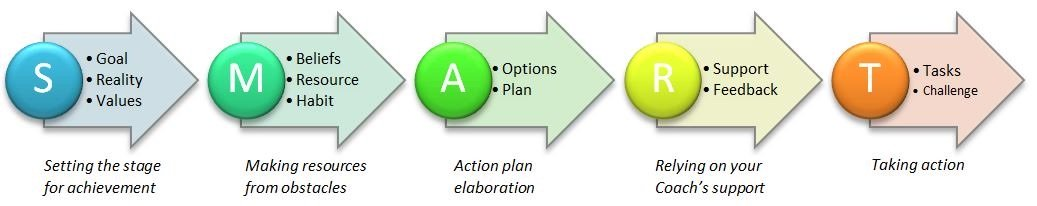 S
• Goal
• Reality
• Values
Setting the stage
for achievement
M
• Beliefs
• Resource
• Habit
Making resources
from obstacles
A
• Options
• Plan
Action plan
elaboration
R
• Support
• Feedback
Relying on your
Coach's support
T
• Tasks
• Challenge
Taking action